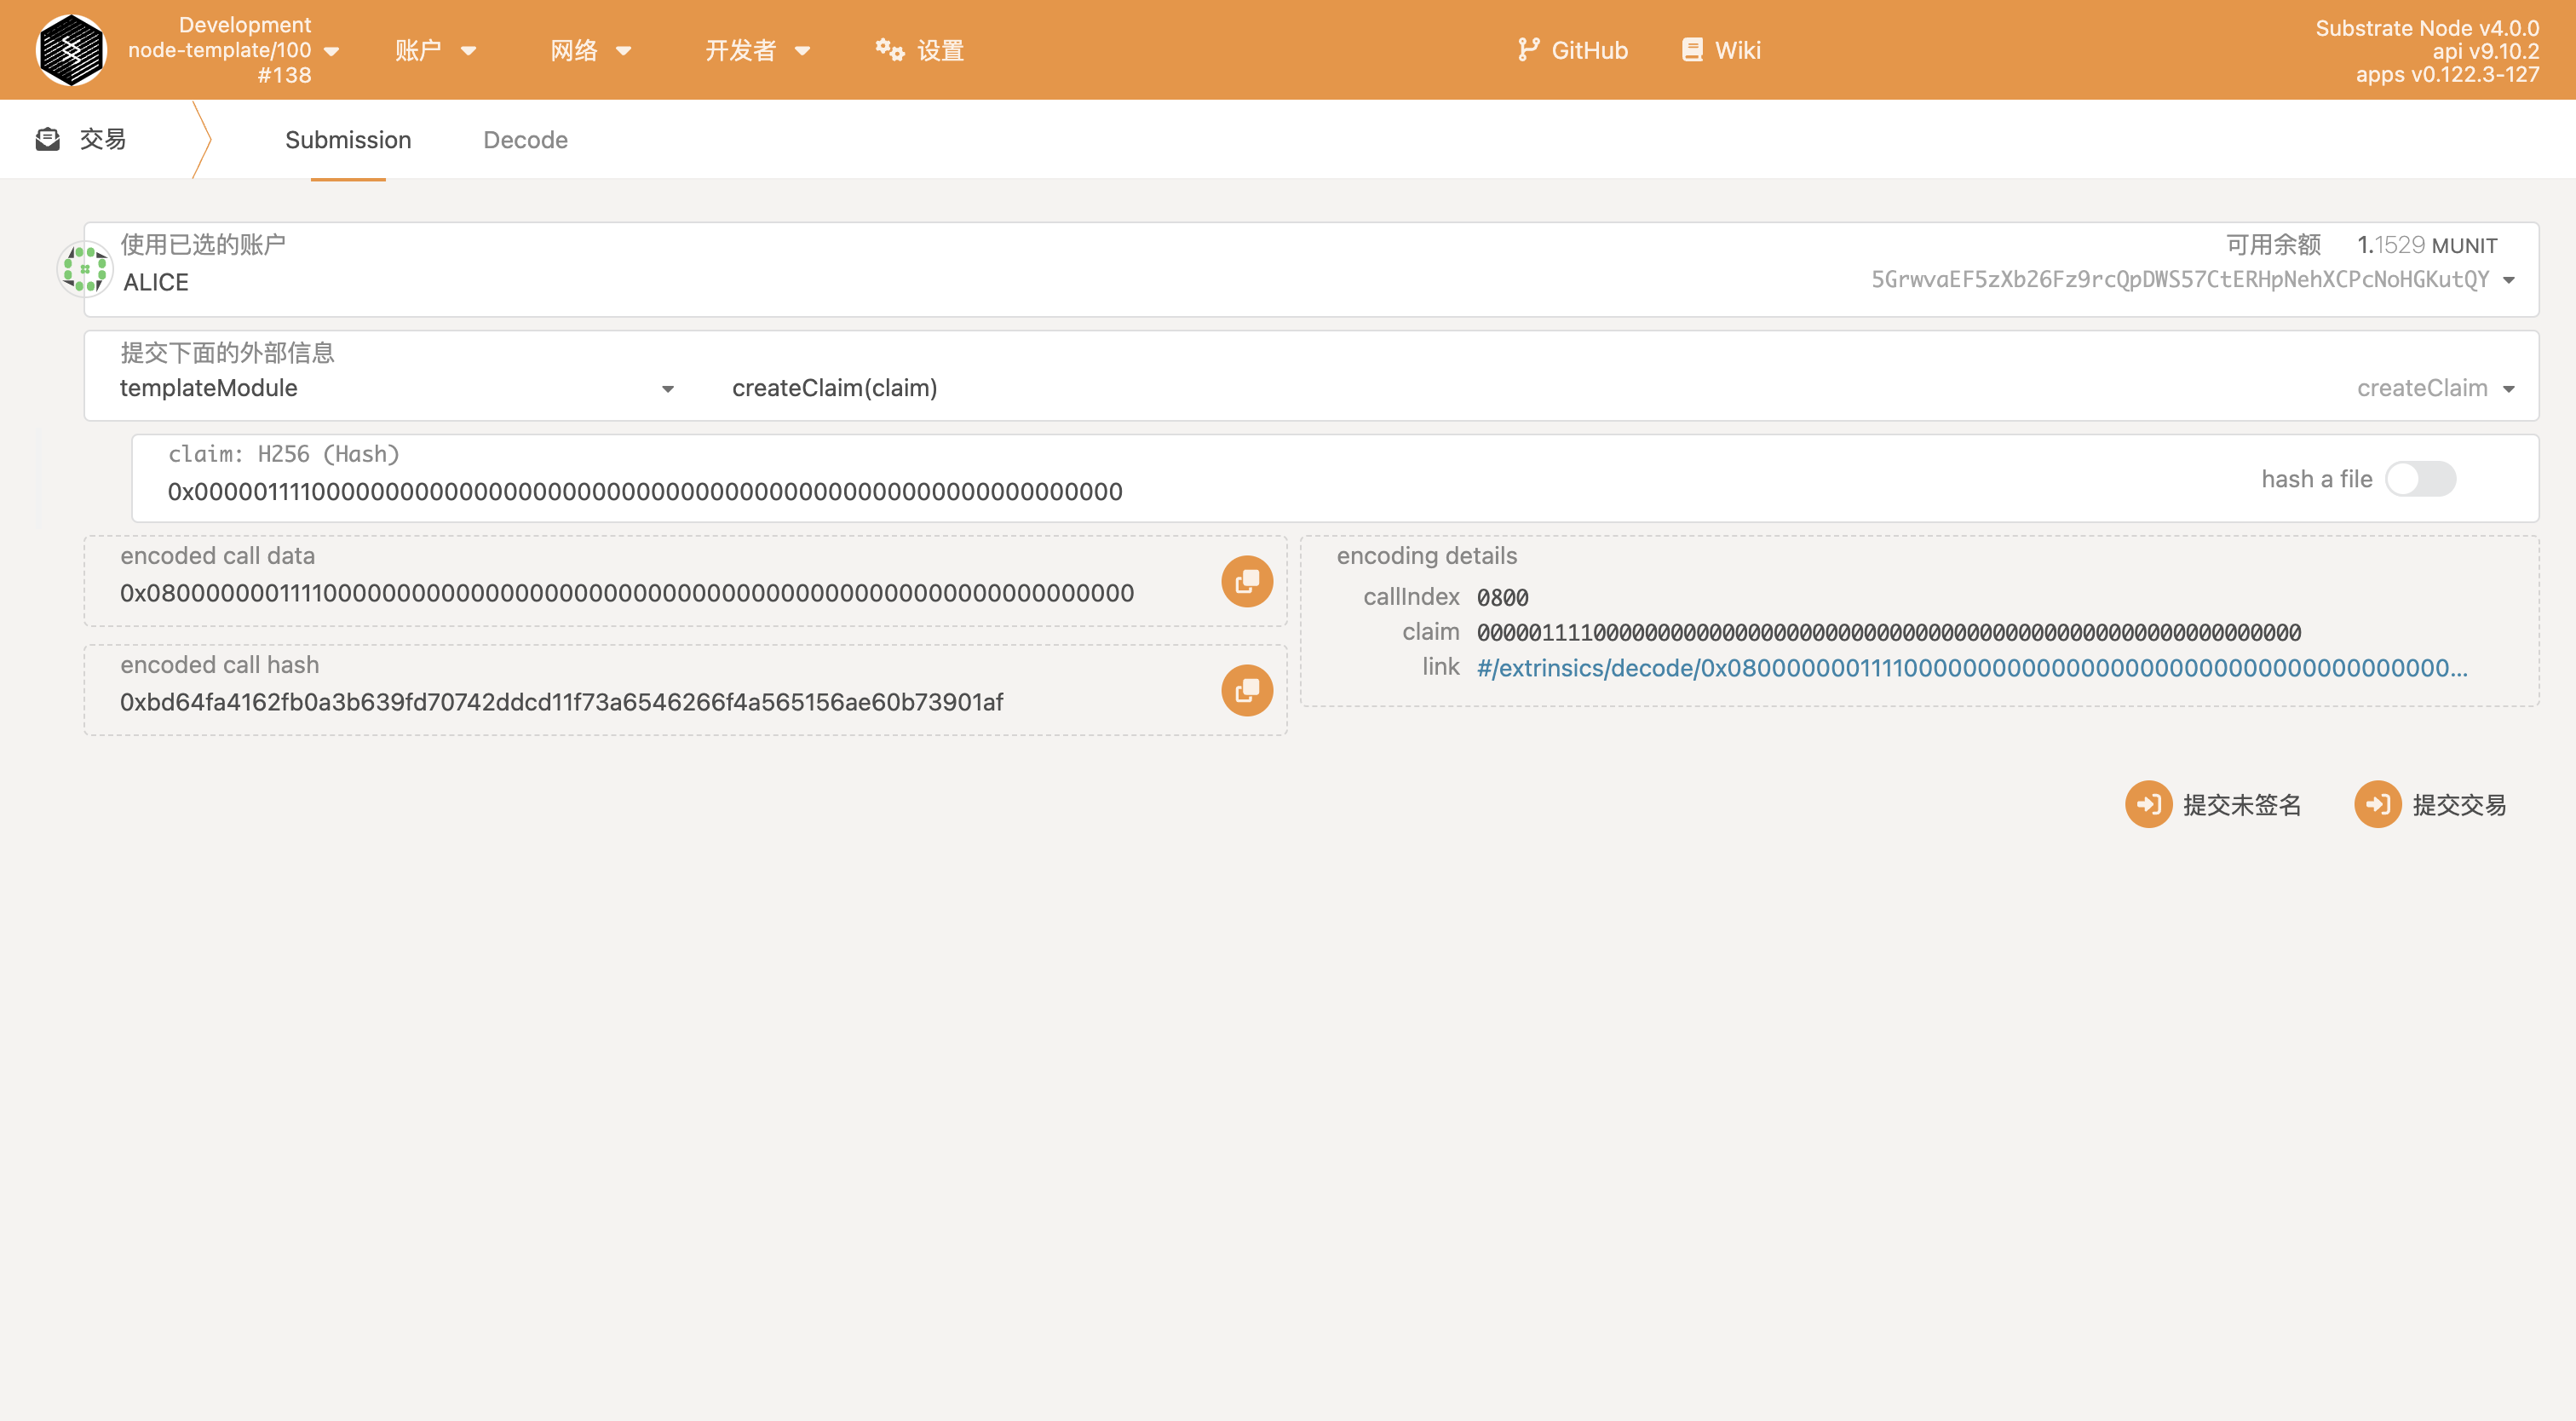 Development
node-template/100
#138
账户
网络
开发者
设置
GitHub
Wiki
Substrate Node v4.0.0
api v9.10.2
apps v0.122.3-127
交易
Submission
Decode
使用已选的账户
ALICE
可用余额 1.1529 MUNIT
5GrwvaEF5zXb26Fz9rcQpDWS57CtERHpNehXCPcNoHGKutQY
提交下面的外部信息
templateModule
createClaim(claim)
createClaim
claim: H256 (Hash)
0x0000011110000000000000000000000000000000000000000000000000000000
hash a file
encoded call data
0x08000000011110000000000000000000000000000000000000000000000000000000
encoded call hash
0xbd64fa4162fb0a3b639fd70742ddcd11f73a6546266f4a565156ae60b73901af
encoding details
callIndex 0800
claim 0000011110000000000000000000000000000000000000000000000000000000
link #/extrinsics/decode/0x08000000011110000000000000000000000000000000000000...
提交未签名
提交交易